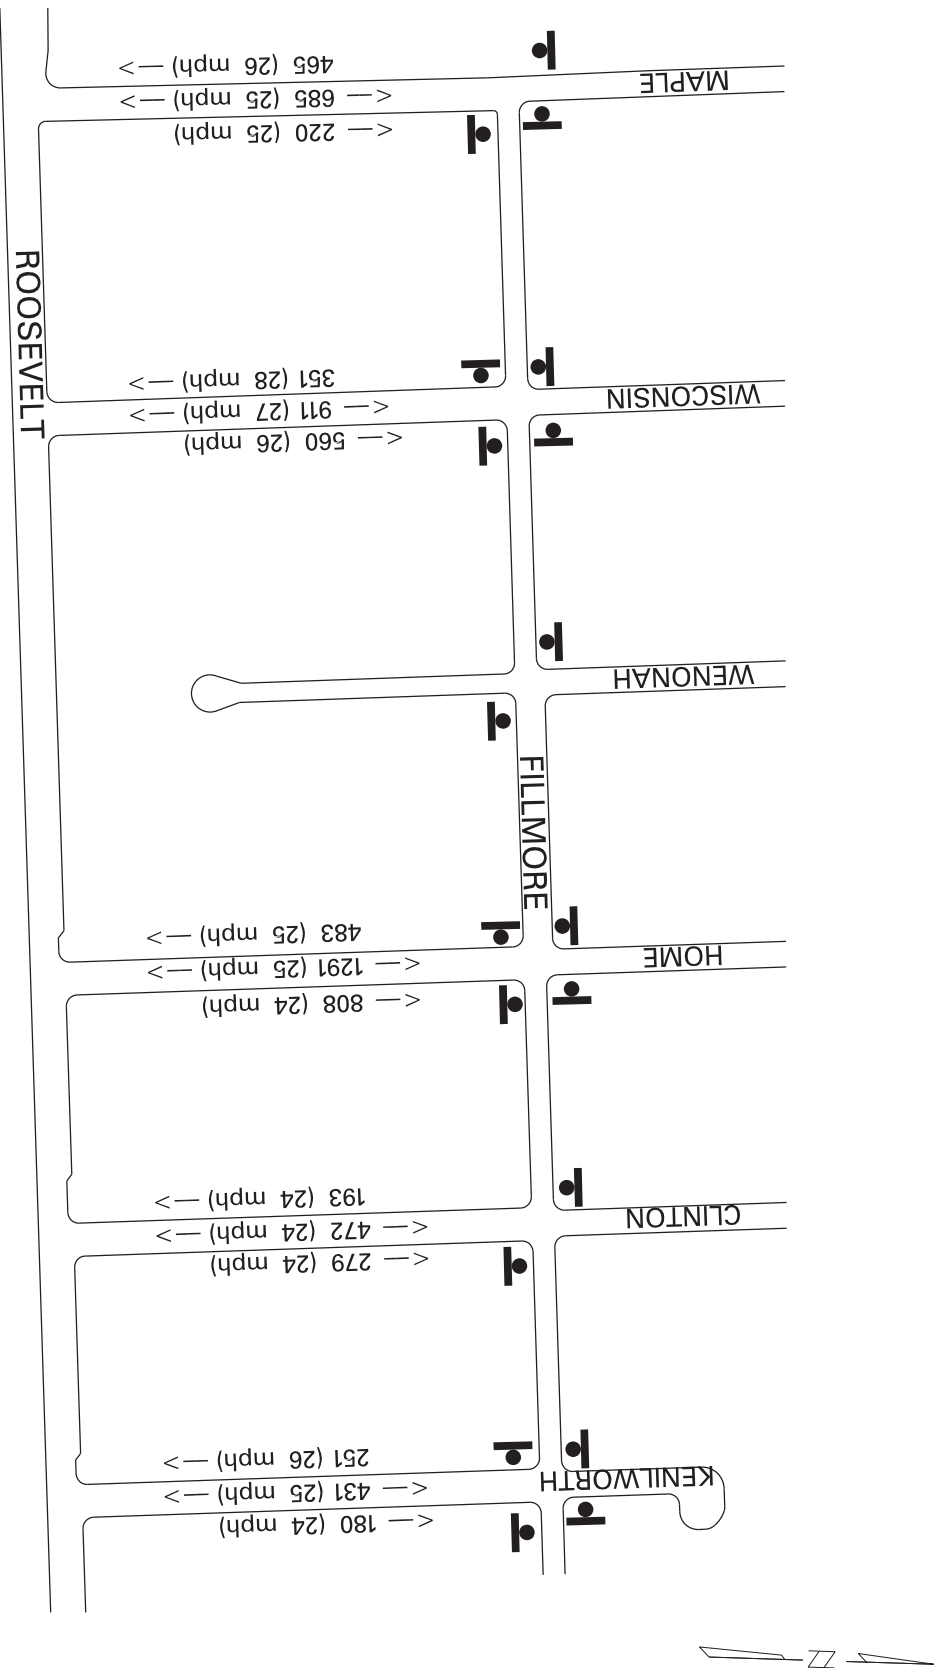 465 (26 mph)
685 (25 mph)
220 (25 mph)
MAPLE
ROOSEVELT
351 (28 mph)
911 (27 mph)
560 (26 mph)
WISCONSIN
WENONAH
FILLMORE
483 (25 mph)
1291 (25 mph)
808 (24 mph)
HOME
193 (24 mph)
472 (24 mph)
279 (24 mph)
CLINTON
251 (26 mph)
431 (25 mph)
180 (24 mph)
KENILWORTH
N